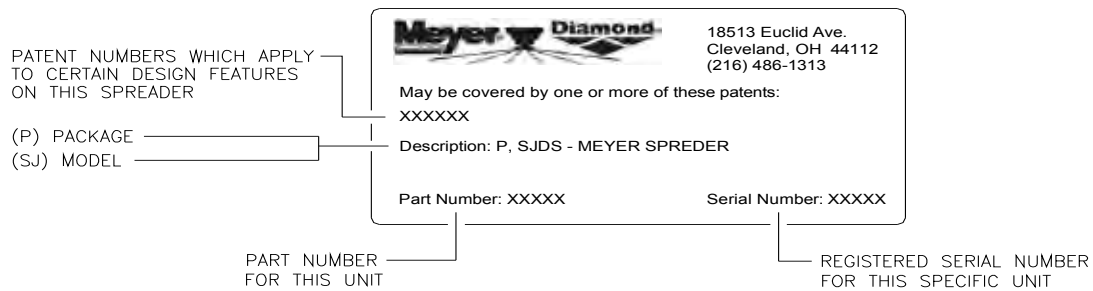 Meyer Diamond
18513 Euclid Ave.
Cleveland, OH 44112
(216) 486-1313
PATENT NUMBERS WHICH APPLY
TO CERTAIN DESIGN FEATURES
ON THIS SPREADER
May be covered by one or more of these patents:
XXXXXX
(P) PACKAGE
(SJ) MODEL
Description: P, SJDS - MEYER SPREDER
Part Number: XXXXX
Serial Number: XXXXX
PART NUMBER
FOR THIS UNIT
REGISTERED SERIAL NUMBER
FOR THIS SPECIFIC UNIT